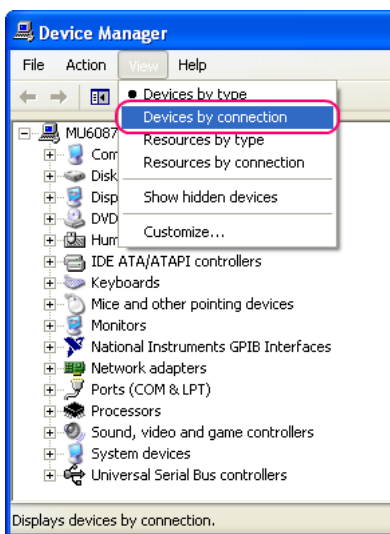 Device Manager
File Action View Help
Devices by type
Devices by connection
Resources by type
Resources by connection
Show hidden devices
Customize...
MU6087
Com
Disk
Disp
DVD
Hum
IDE ATA/ATAPI controllers
Keyboards
Mice and other pointing devices
Monitors
National Instruments GPIB Interfaces
Network adapters
Ports (COM & LPT)
Processors
Sound, video and game controllers
System devices
Universal Serial Bus controllers
Displays devices by connection.